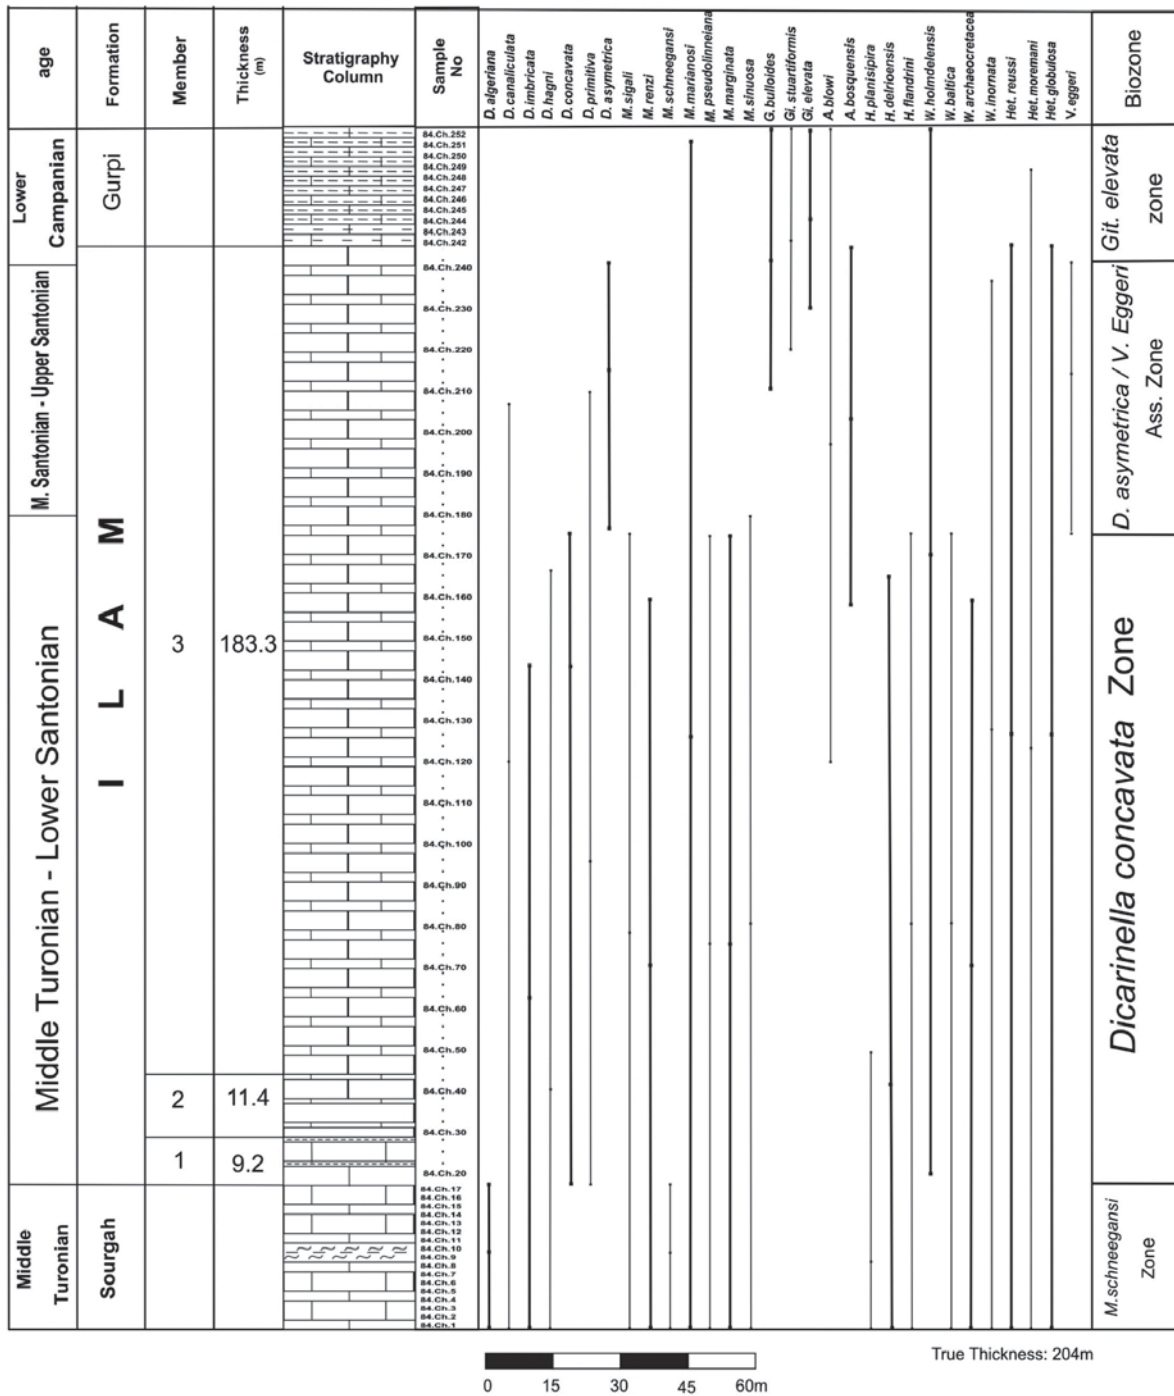 age
Formation
Member
Thickness
(m)
Stratigraphy
Column
Sample
No
D. algeriana
D. canaliculata
D. imbricata
D. hagni
D. concavata
D. primitiva
D. asymetrica
M. sigali
M. renzi
M. schneegansi
M. marianosi
M. pseudolinneiana
M. marginata
M. sinuosa
G. bulloides
Gi. stuartiformis
Gi. elevata
A. blowi
A. bosquensis
H. planisipira
H. delrioensis
H. flandrini
W. holmdelensis
W. baltica
W. archaeocretacea
W. inornata
Het. reussi
Het. moremani
Het. globulosa
V. eggeri
Biozone
Lower
Campanian
M. Santonian - Upper Santonian
Middle Turonian - Lower Santonian
Middle
Turonian
Gurpi
I L A M
Sourgah
3
183.3
2
11.4
1
9.2
84.Ch.252
84.Ch.251
84.Ch.250
84.Ch.249
84.Ch.248
84.Ch.247
84.Ch.246
84.Ch.245
84.Ch.244
84.Ch.243
84.Ch.242
84.Ch.240
84.Ch.230
84.Ch.220
84.Ch.210
84.Ch.200
84.Ch.190
84.Ch.180
84.Ch.170
84.Ch.160
84.Ch.150
84.Ch.140
84.Ch.130
84.Ch.120
84.Ch.110
84.Ch.100
84.Ch.90
84.Ch.80
84.Ch.70
84.Ch.60
84.Ch.50
84.Ch.40
84.Ch.30
84.Ch.20
84.Ch.17
84.Ch.16
84.Ch.15
84.Ch.14
84.Ch.13
84.Ch.12
84.Ch.11
84.Ch.10
84.Ch.9
84.Ch.8
84.Ch.7
84.Ch.6
84.Ch.5
84.Ch.4
84.Ch.3
84.Ch.2
84.Ch.1
Git. elevata
zone
D. asymetrica / V. Eggeri
Ass. Zone
Dicarinella concavata Zone
M.schneegansi
Zone
True Thickness: 204m
0 15 30 45 60m